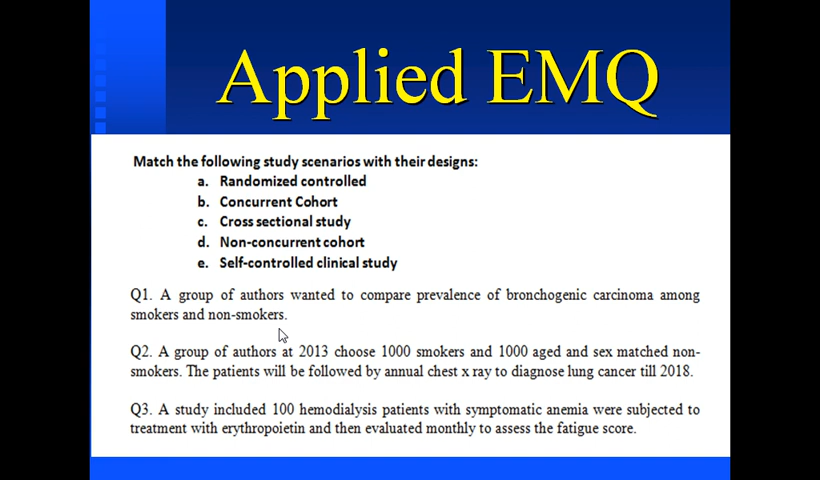 Applied EMQ
Match the following study scenarios with their designs:
a. Randomized controlled
b. Concurrent Cohort
c. Cross sectional study
d. Non-concurrent cohort
e. Self-controlled clinical study
Q1. A group of authors wanted to compare prevalence of bronchogenic carcinoma among
smokers and non-smokers.
Q2. A group of authors at 2013 choose 1000 smokers and 1000 aged and sex matched non-
smokers. The patients will be followed by annual chest x ray to diagnose lung cancer till 2018.
Q3. A study included 100 hemodialysis patients with symptomatic anemia were subjected to
treatment with erythropoietin and then evaluated monthly to assess the fatigue score.